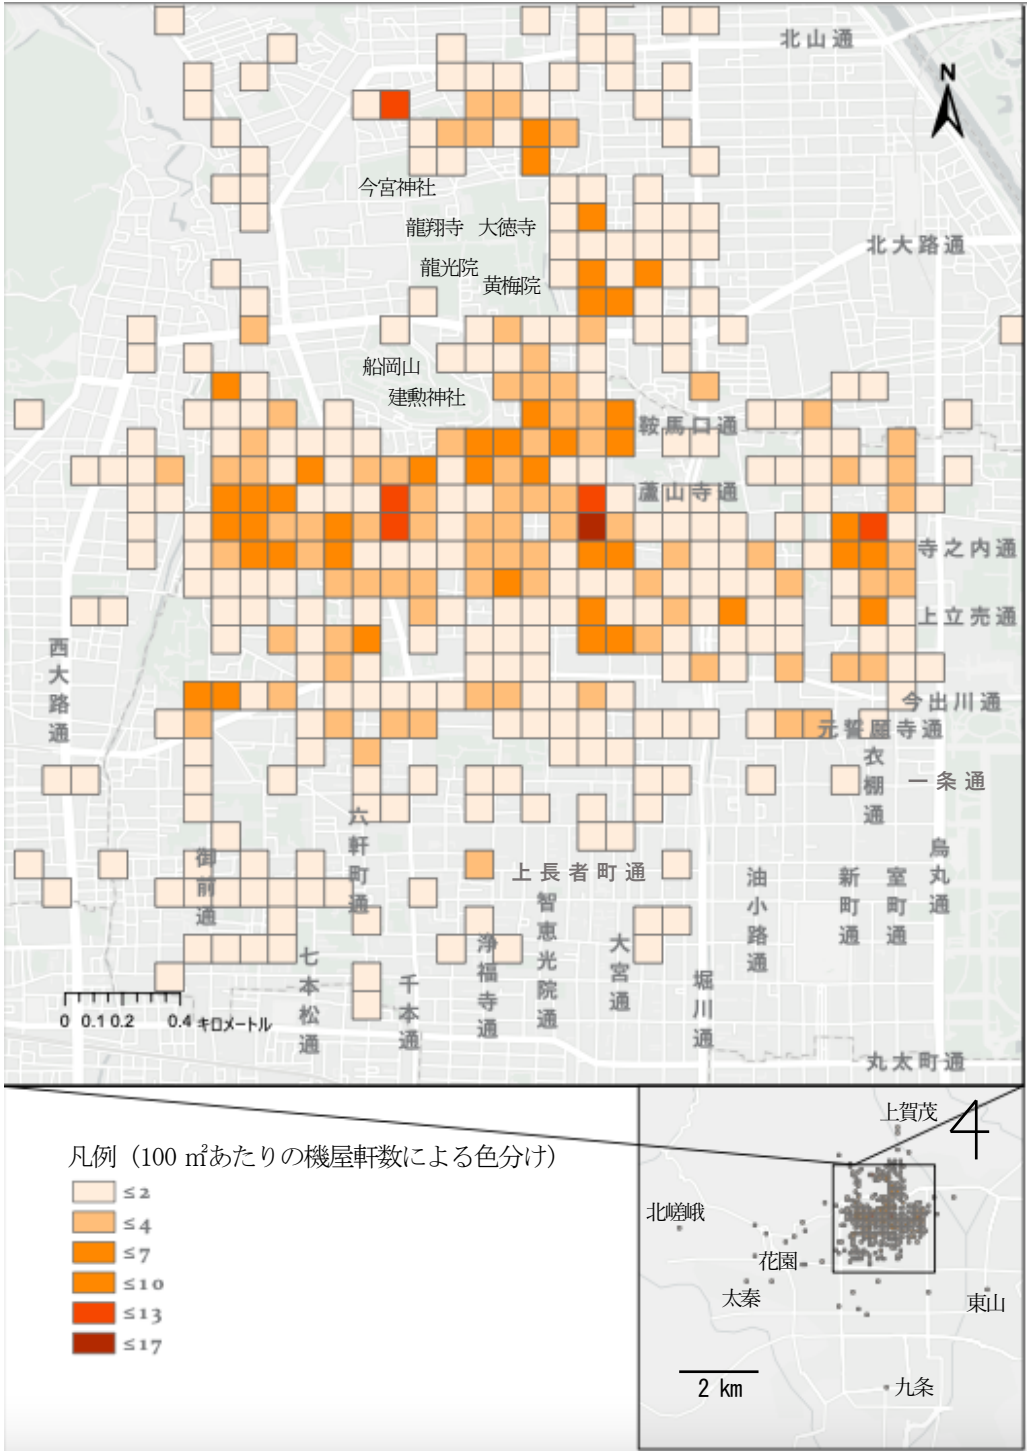 北山通
N
今宮神社
龍翔寺 大徳寺
北大路通
龍光院
黄梅院
船岡山
建勲神社
鞍馬口通
蘆山寺通
寺之内通
上立売通
西大路通
今出川通
元誓願寺通
衣棚通
一条通
六軒町通
御前通
上長者町通
烏丸通
油小路通
新町通
室町通
智恵光院通
浄福寺通
大宮通
七本松通
千本通
堀川通
0 0.1 0.2 0.4 キロメートル
丸太町通
上賀茂
凡例（100 ㎡あたりの機屋軒数による色分け）
≤2
≤4
≤7
≤10
≤13
≤17
北嵯峨
花園
太秦
東山
2 km
九条